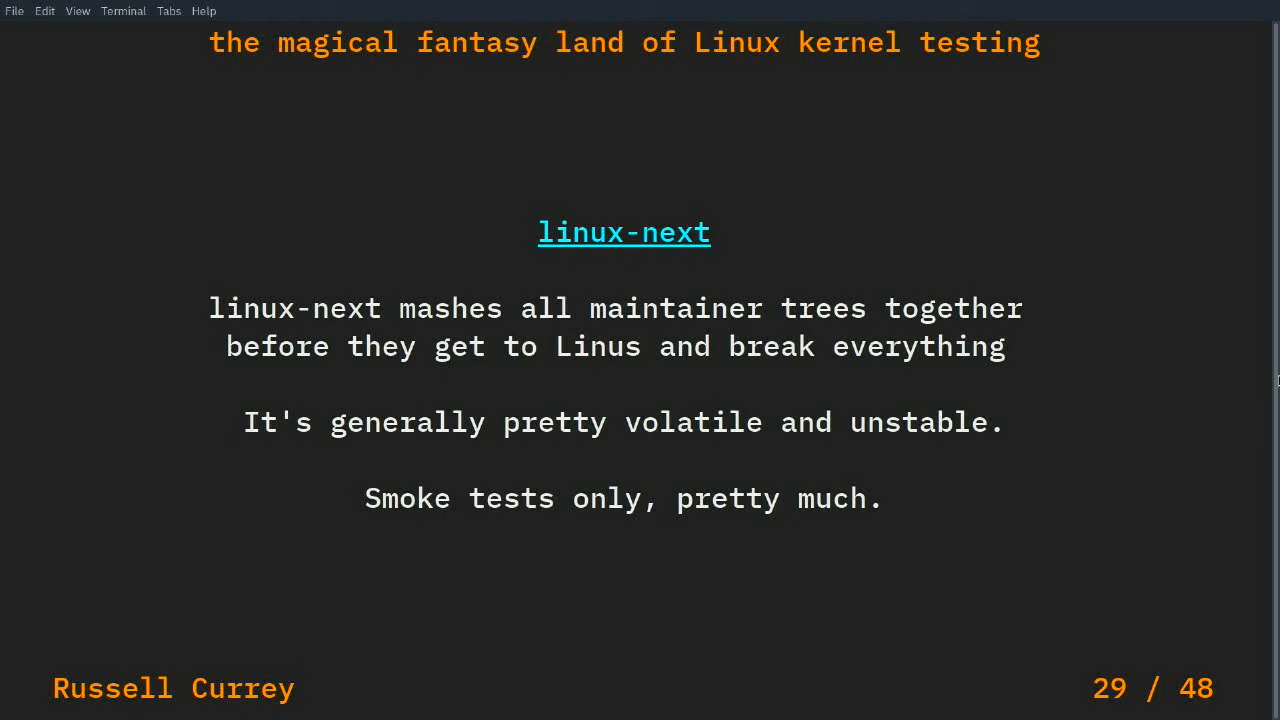 File Edit View Terminal Tabs Help
the magical fantasy land of Linux kernel testing
linux-next
linux-next mashes all maintainer trees together
before they get to Linus and break everything
It's generally pretty volatile and unstable.
Smoke tests only, pretty much.
Russell Currey
29 / 48